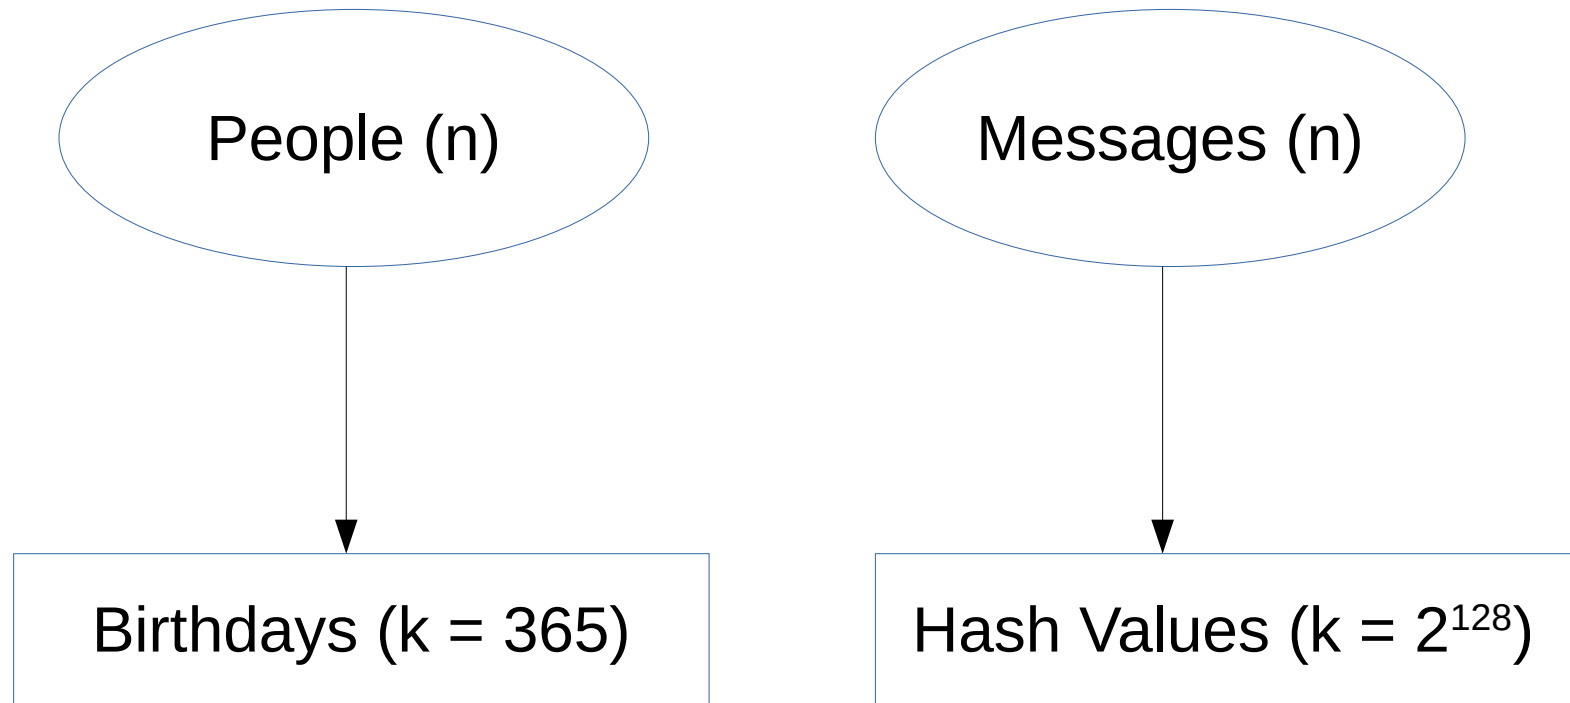 People (n)
Messages (n)
Birthdays (k = 365)
Hash Values (k = 2¹²⁸)